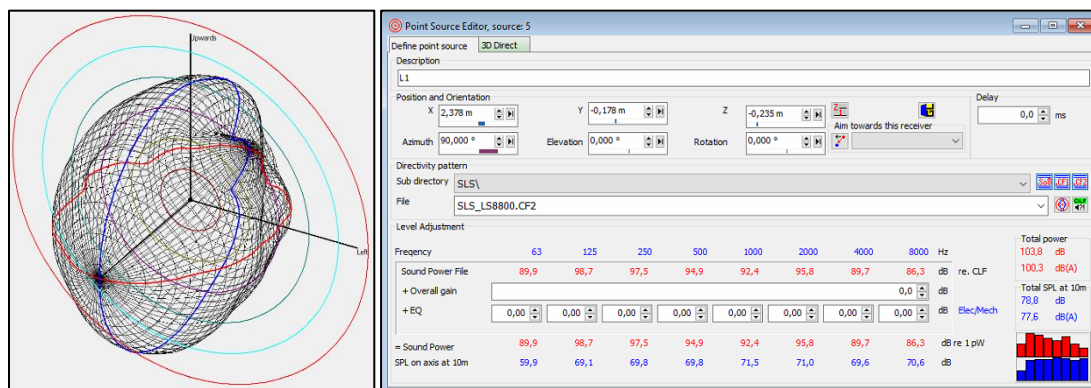 Upwards
Left
Point Source Editor, source: 5
Define point source 3D Direct
Description
L1
Position and Orientation Delay
X 2,378 m Y -0,178 m Z -0,235 m 0,0 ms
Aim towards this receiver
Azimuth 90,000 ° Elevation 0,000 ° Rotation 0,000 °
Directivity pattern
Sub directory SLS\
File SLS_LS8800.CF2
Level Adjustment
Freqency 63 125 250 500 1000 2000 4000 8000 Hz
Sound Power File 89,9 98,7 97,5 94,9 92,4 95,8 89,7 86,3 dB re. CLF
+ Overall gain 0,0 dB
+ EQ 0,00 0,00 0,00 0,00 0,00 0,00 0,00 0,00 dB Elec/Mech
= Sound Power 89,9 98,7 97,5 94,9 92,4 95,8 89,7 86,3 dB re 1 pW
SPL on axis at 10m 59,9 69,1 69,8 69,8 71,5 71,0 69,6 70,6 dB
Total power
103,8 dB
100,3 dB(A)
Total SPL at 10m
78,8 dB
77,6 dB(A)